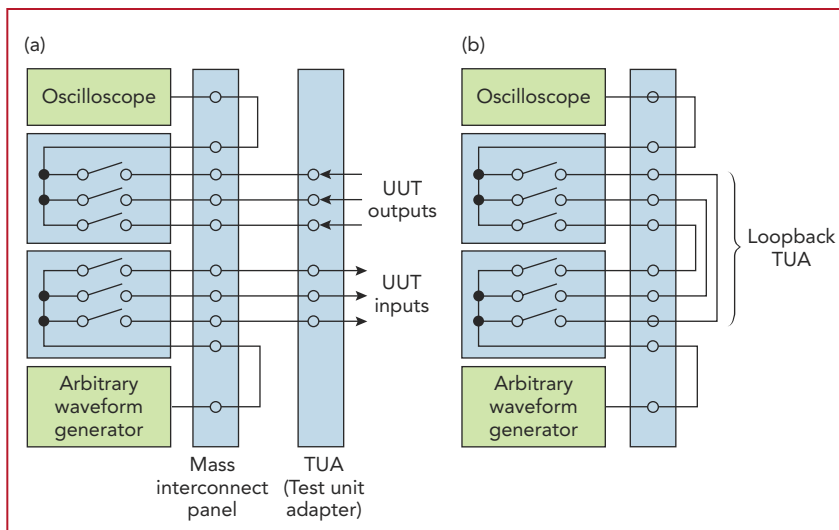 (a)
Oscilloscope
UUT
outputs
UUT
inputs
Arbitrary
waveform
generator
Mass
interconnect
panel
TUA
(Test unit
adapter)
(b)
Oscilloscope
Loopback
TUA
Arbitrary
waveform
generator